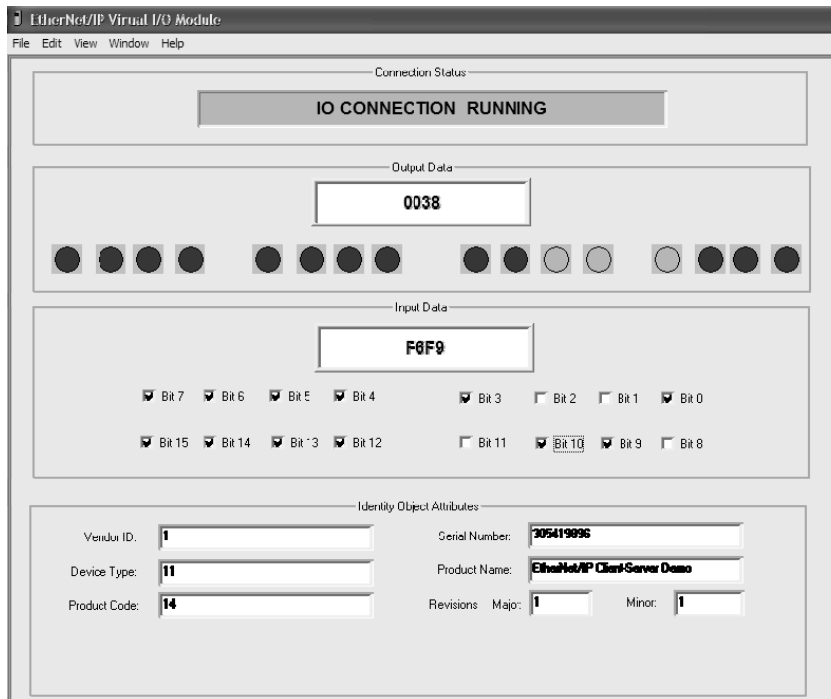 EtherNet/IP Virual I/O Module
File Edit View Window Help
Connection Status
IO CONNECTION RUNNING
Output Data
0038
Input Data
F6F9
Bit 7 Bit 6 Bit 5 Bit 4 Bit 3 Bit 2 Bit 1 Bit 0
Bit 15 Bit 14 Bit 13 Bit 12 Bit 11 Bit 10 Bit 9 Bit 8
Identity Object Attributes
Vendor ID: 1 Serial Number: 305419896
Device Type: 11 Product Name: EtherNet/IP Client-Server Demo
Product Code: 14 Revisions Major: 1 Minor: 1